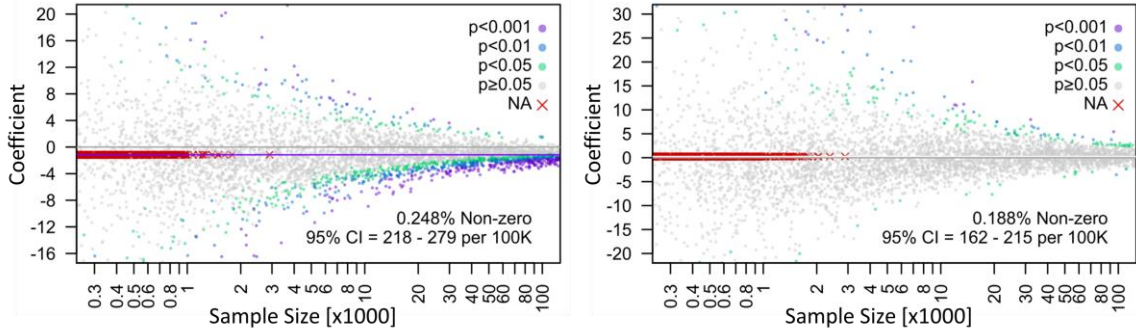 20
16
12
8
4
0
-4
-8
-12
-16
Coefficient
p<0.001
p<0.01
p<0.05
p≥0.05
NA
0.248% Non-zero
95% CI = 218 - 279 per 100K
0.3 0.4 0.5 0.6 0.8 1 2 3 4 5 6 8 10 20 30 40 50 60 100
Sample Size [x1000]
30
25
20
15
10
5
0
-5
-10
-15
-20
Coefficient
p<0.001
p<0.01
p<0.05
p≥0.05
NA
0.188% Non-zero
95% CI = 162 - 215 per 100K
0.3 0.4 0.5 0.6 0.8 1 2 3 4 5 6 8 10 20 30 40 50 60 100
Sample Size [x1000]